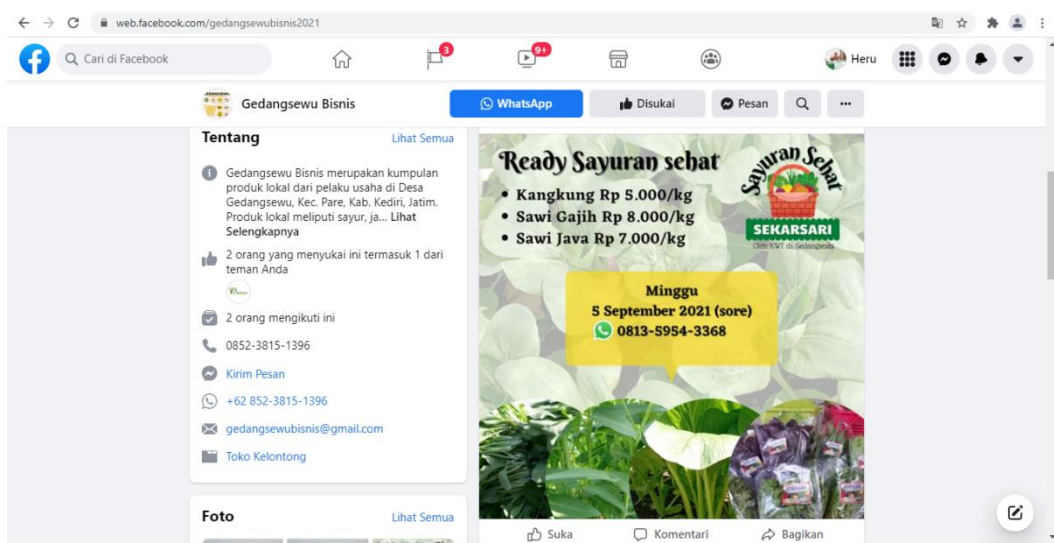 web.facebook.com/gedangsewubisnis2021
Cari di Facebook
3
9+
Heru
Gedangsewu Bisnis
WhatsApp
Disukai
Pesan
Tentang
Lihat Semua
Gedangsewu Bisnis merupakan kumpulan
produk lokal dari pelaku usaha di Desa
Gedangsewu, Kec. Pare, Kab. Kediri, Jatim.
Produk lokal meliputi sayur, ja... Lihat
Selengkapnya
2 orang yang menyukai ini termasuk 1 dari
teman Anda
2 orang mengikuti ini
0852-3815-1396
Kirim Pesan
+62 852-3815-1396
gedangsewubisnis@gmail.com
Toko Kelontong
Foto
Lihat Semua
Ready Sayuran sehat
• Kangkung Rp 5.000/kg
• Sawi Gajih Rp 8.000/kg
• Sawi Java Rp 7.000/kg
Sayuran Sehat
SEKARSARI
Oleh: KWT ds. Gedangsewu
Minggu
5 September 2021 (sore)
0813-5954-3368
Suka
Komentari
Bagikan